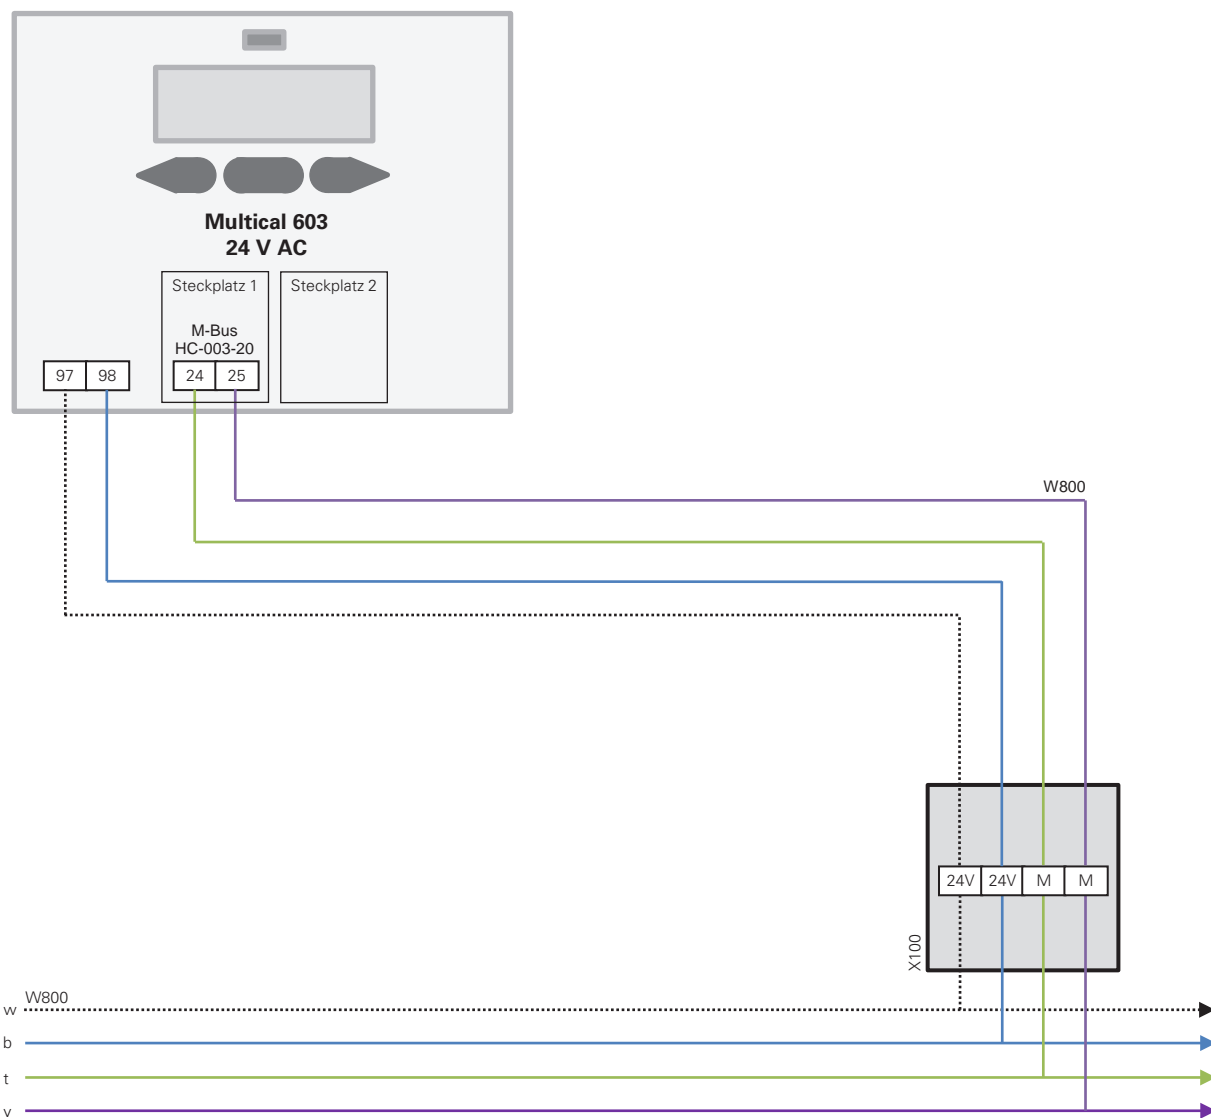 Multical 603
24 V AC
Steckplatz 1
Steckplatz 2
M-Bus
HC-003-20
97 98 24 25
W800
24V 24V M M
X100
W800
w
b
t
v